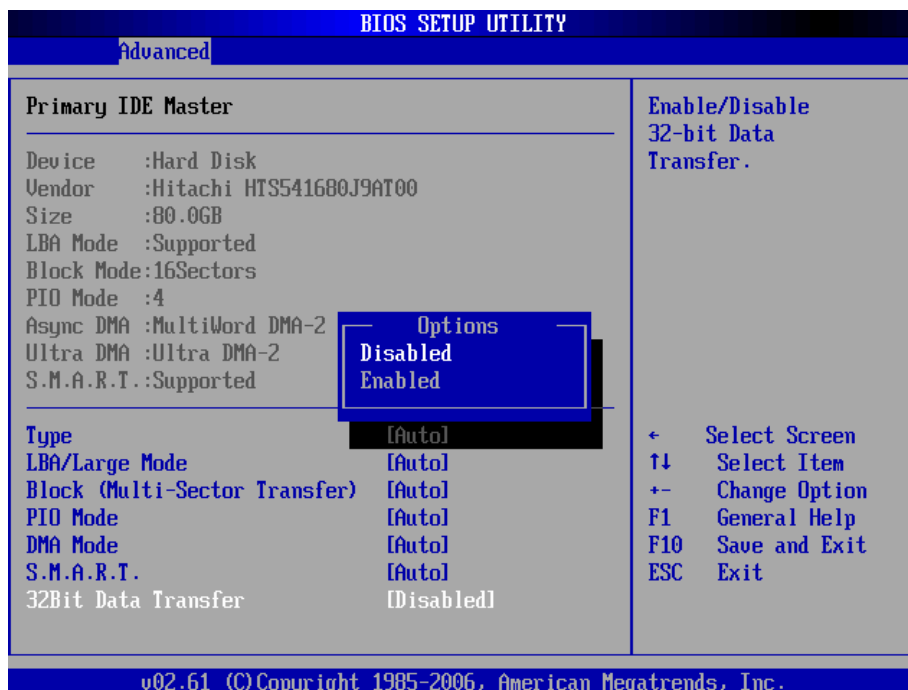 BIOS SETUP UTILITY
Advanced
Primary IDE Master
Device :Hard Disk
Vendor :Hitachi HTS541680J9AT00
Size :80.0GB
LBA Mode :Supported
Block Mode:16Sectors
PIO Mode :4
Async DMA :MultiWord DMA-2
Ultra DMA :Ultra DMA-2
S.M.A.R.T.:Supported
Options
Disabled
Enabled
Type [Auto]
LBA/Large Mode [Auto]
Block (Multi-Sector Transfer) [Auto]
PIO Mode [Auto]
DMA Mode [Auto]
S.M.A.R.T. [Auto]
32Bit Data Transfer [Disabled]
Enable/Disable
32-bit Data
Transfer.
← Select Screen
↑↓ Select Item
+- Change Option
F1 General Help
F10 Save and Exit
ESC Exit
v02.61 (C)Copyright 1985-2006, American Megatrends, Inc.